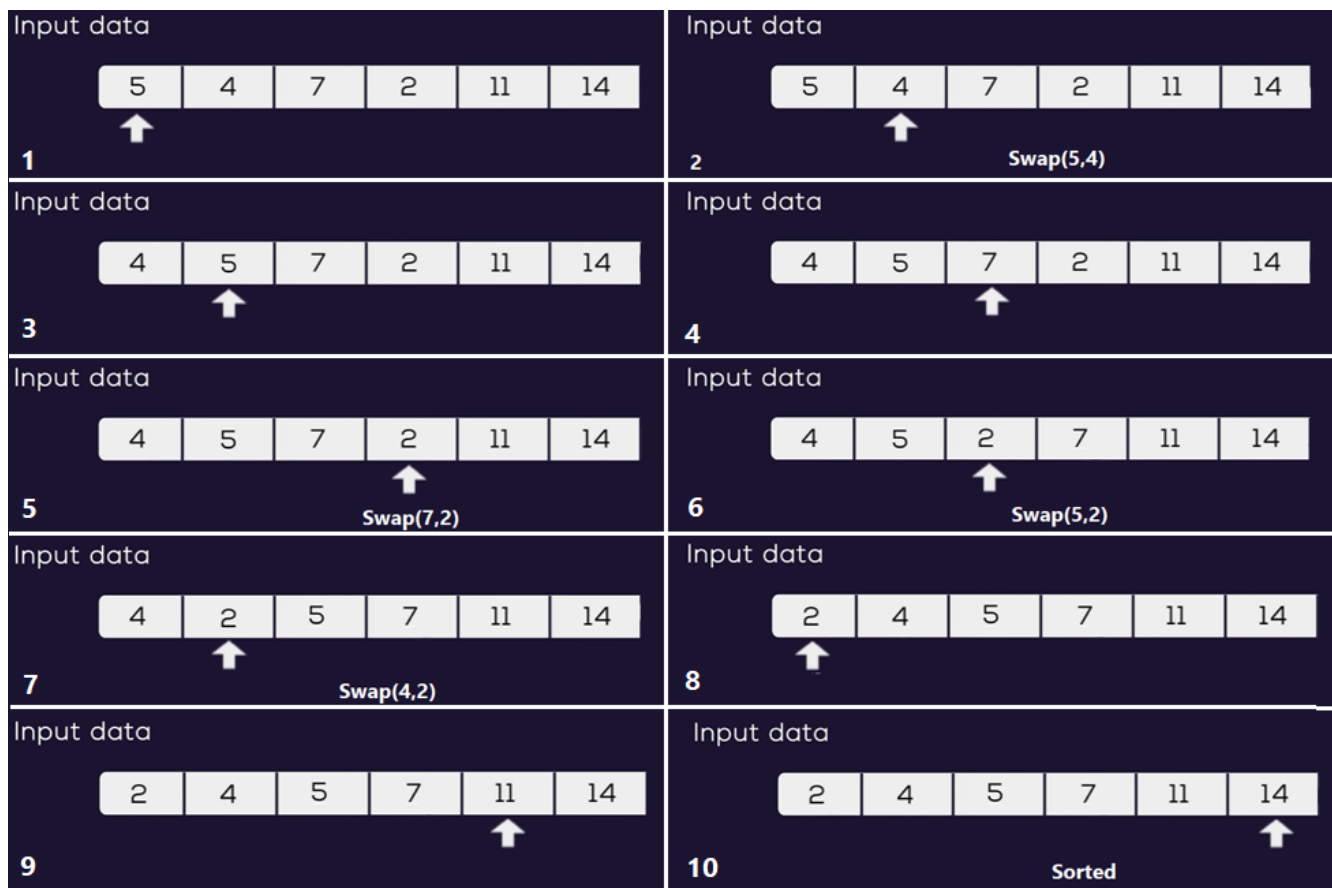 Input data
5 4 7 2 11 14
1
Input data
5 4 7 2 11 14
2 Swap(5,4)
Input data
4 5 7 2 11 14
3
Input data
4 5 7 2 11 14
4
Input data
4 5 7 2 11 14
5 Swap(7,2)
Input data
4 5 2 7 11 14
6 Swap(5,2)
Input data
4 2 5 7 11 14
7 Swap(4,2)
Input data
2 4 5 7 11 14
8
Input data
2 4 5 7 11 14
9
Input data
2 4 5 7 11 14
10 Sorted